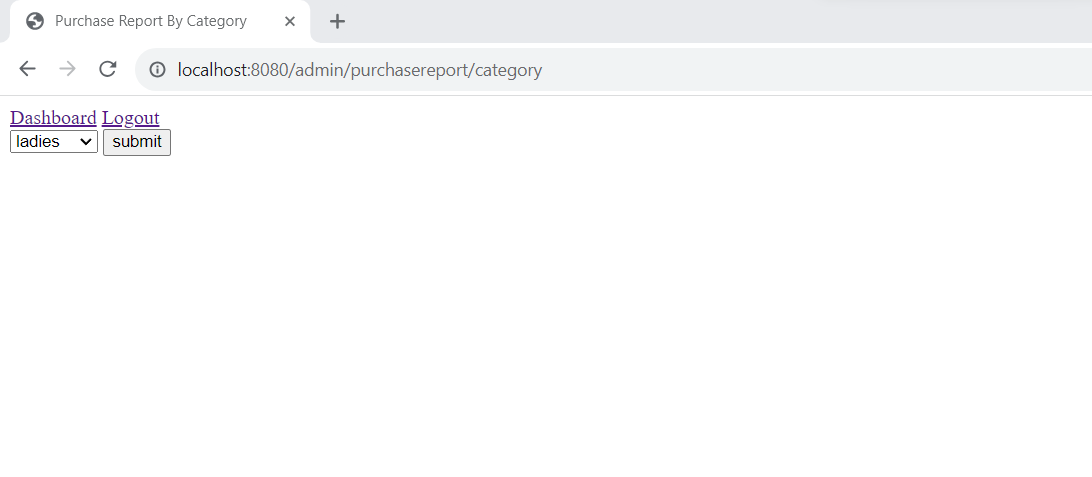 Purchase Report By Category
localhost:8080/admin/purchasereport/category
Dashboard Logout
ladies submit